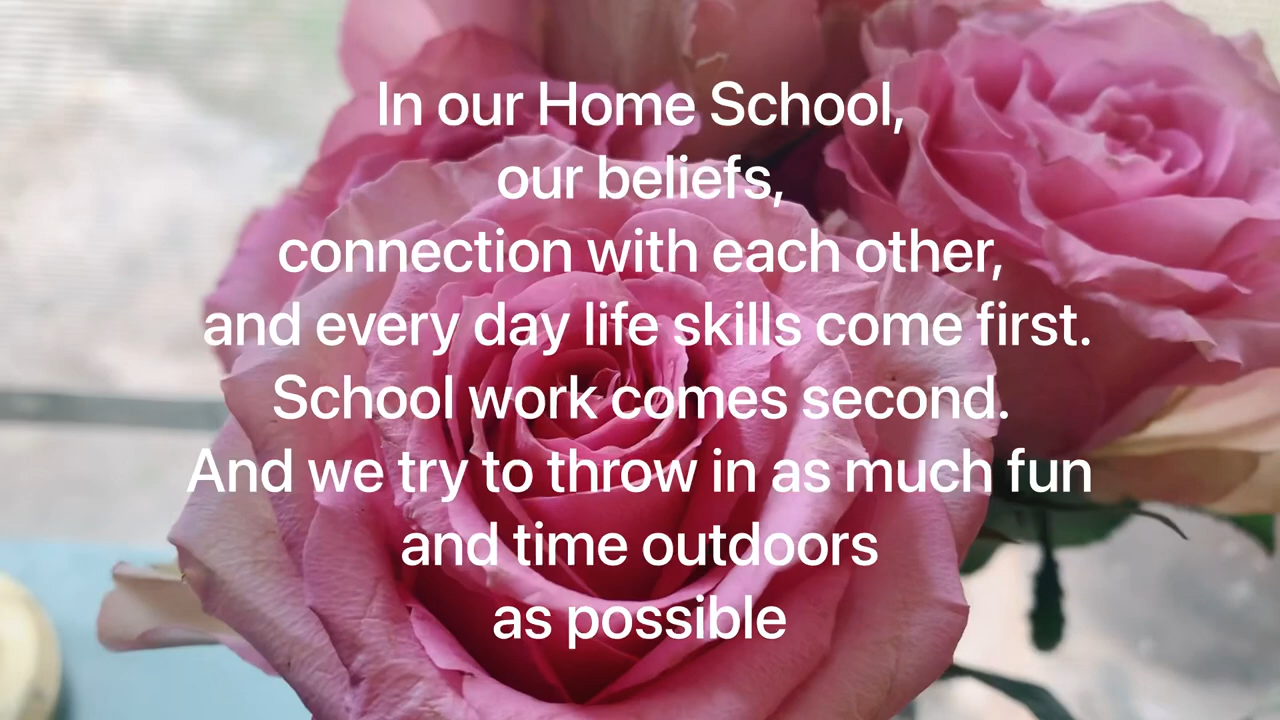 In our Home School,
our beliefs,
connection with each other,
and every day life skills come first.
School work comes second.
And we try to throw in as much fun
and time outdoors
as possible